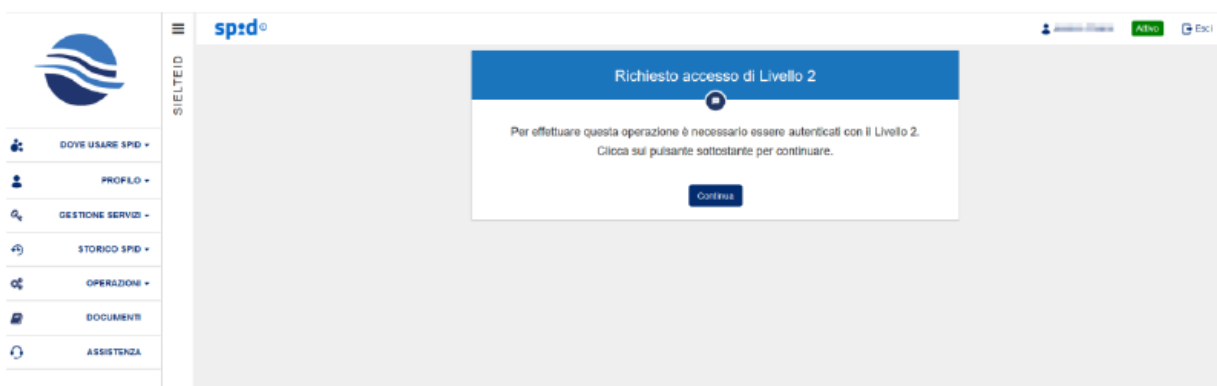 spid
Attivo
Esci
SIELTEID
Richiesto accesso di Livello 2
Per effettuare questa operazione è necessario essere autenticati con il Livello 2.
Clicca sul pulsante sottostante per continuare.
Continua
DOVE USARE SPID
PROFILO
GESTIONE SERVIZI
STORICO SPID
OPERAZIONI
DOCUMENTI
ASSISTENZA